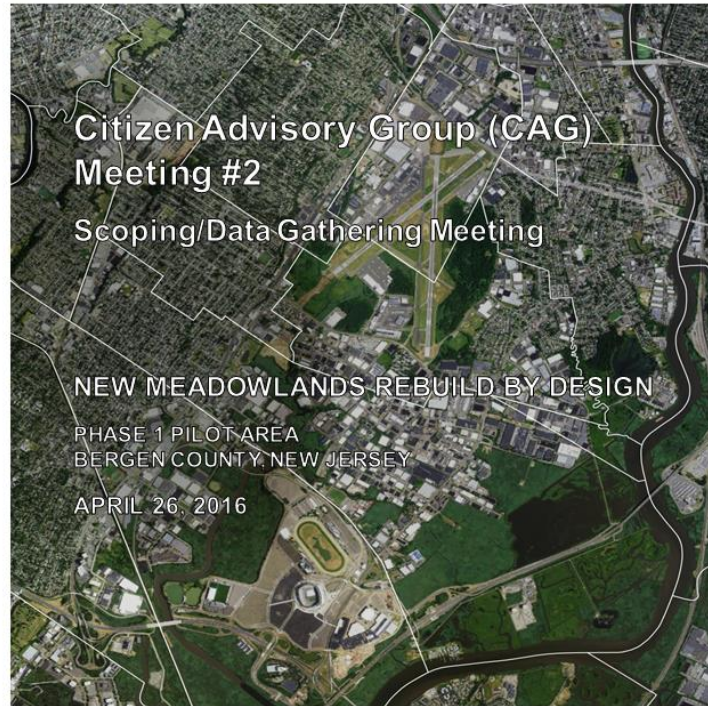 Citizen Advisory Group (CAG)
Meeting #2
Scoping/Data Gathering Meeting
NEW MEADOWLANDS REBUILD BY DESIGN
PHASE 1 PILOT AREA
BERGEN COUNTY, NEW JERSEY
APRIL 26, 2016